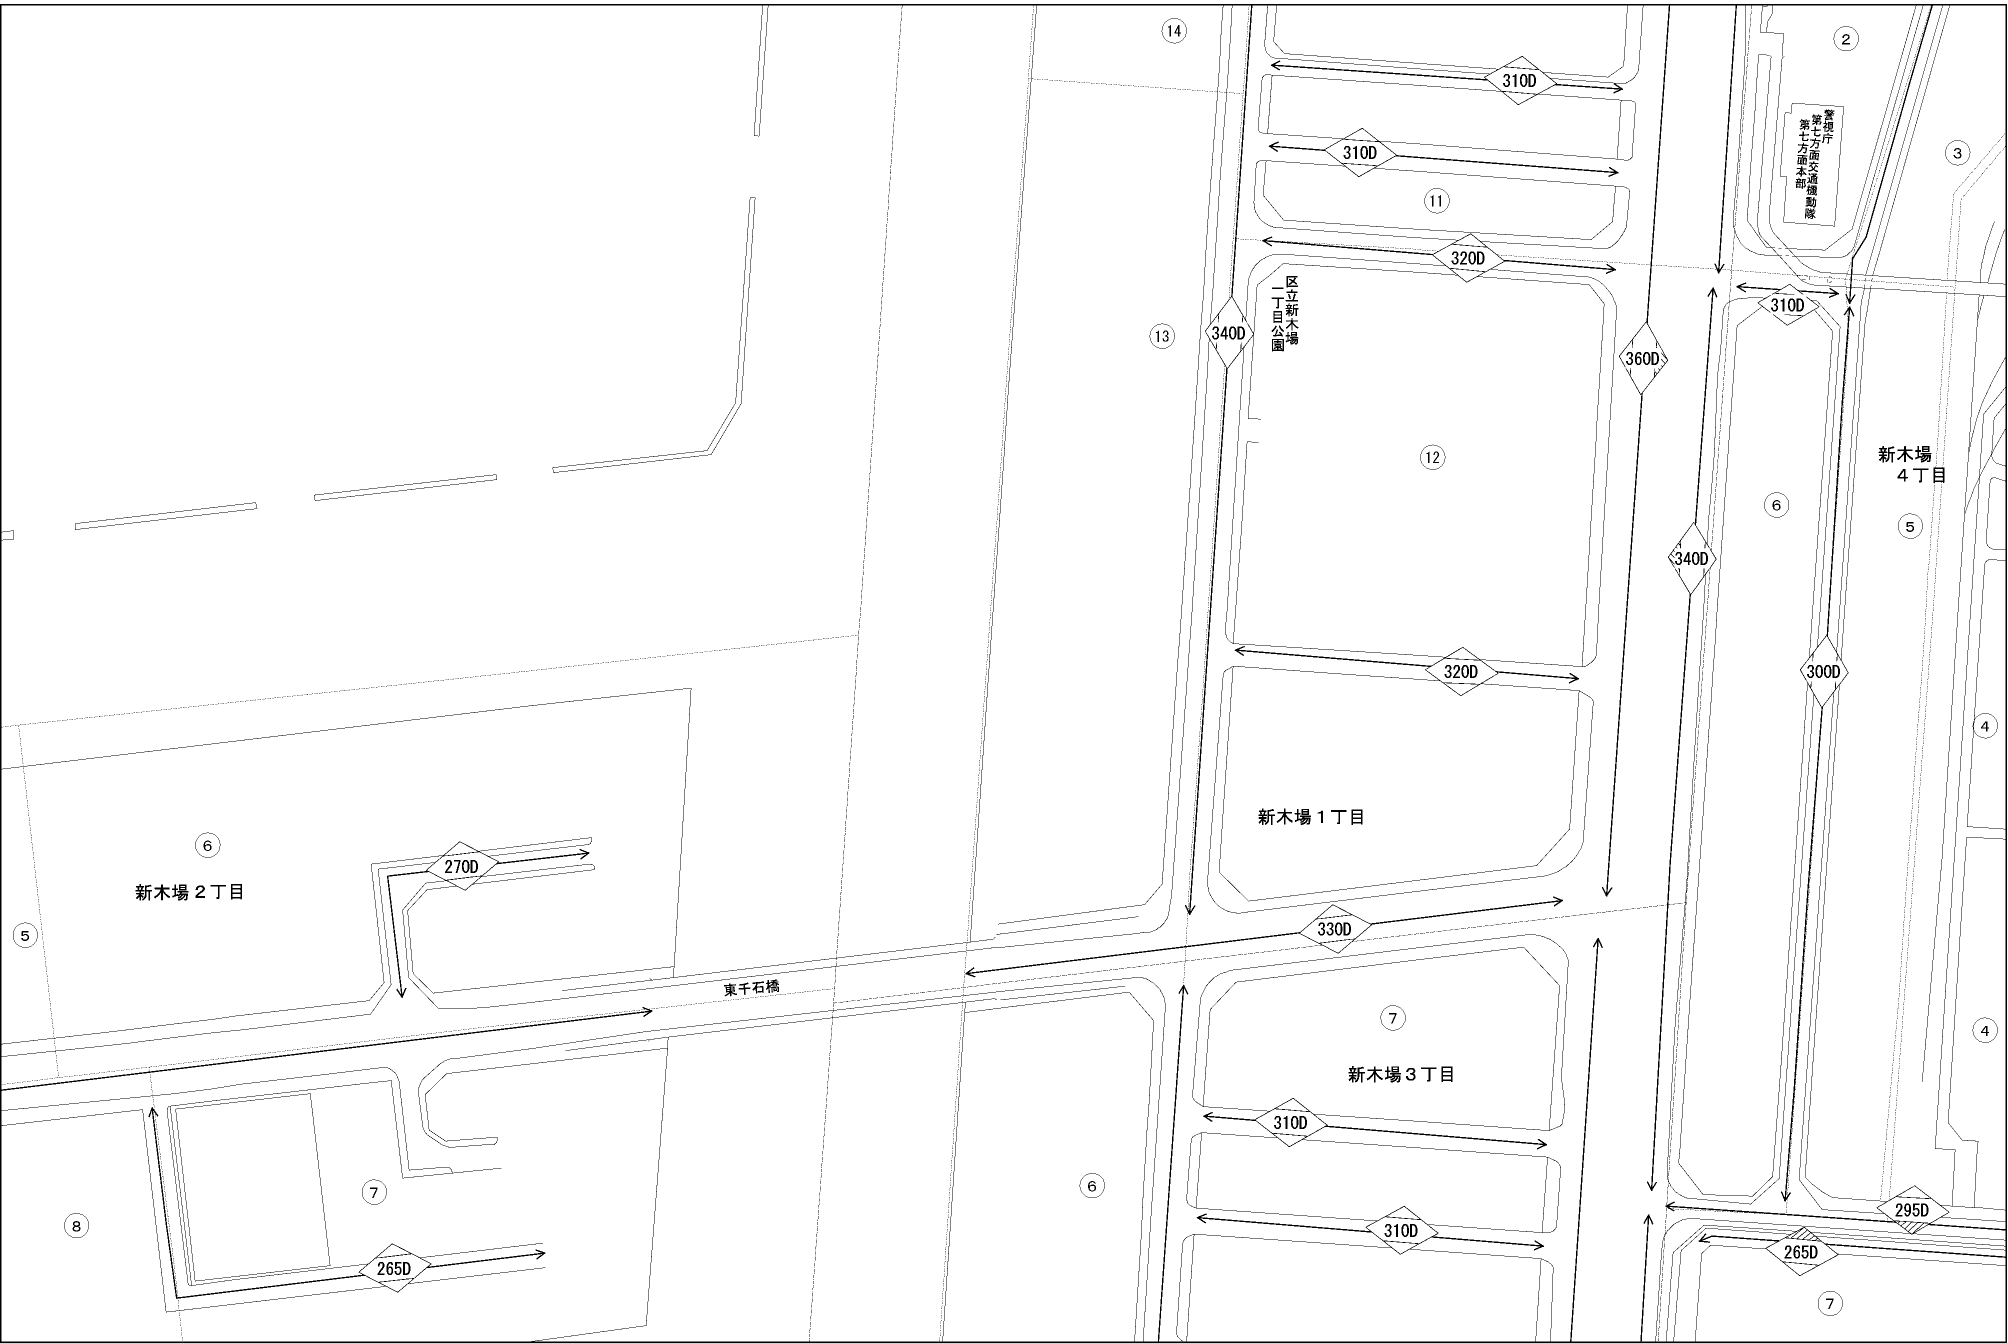 ⑭
②
310D
警視庁
第七方面交通機動隊
第七方面本部
310D
③
⑪
320D
310D
区立新木場
一丁目公園
340D
⑬
360D
⑫
新木場
4丁目
⑥
⑤
340D
320D
300D
④
新木場1丁目
⑥
270D
新木場2丁目
⑤
330D
東千石橋
⑦
④
新木場3丁目
310D
⑥
⑦
⑧
295D
310D
265D
265D
⑦